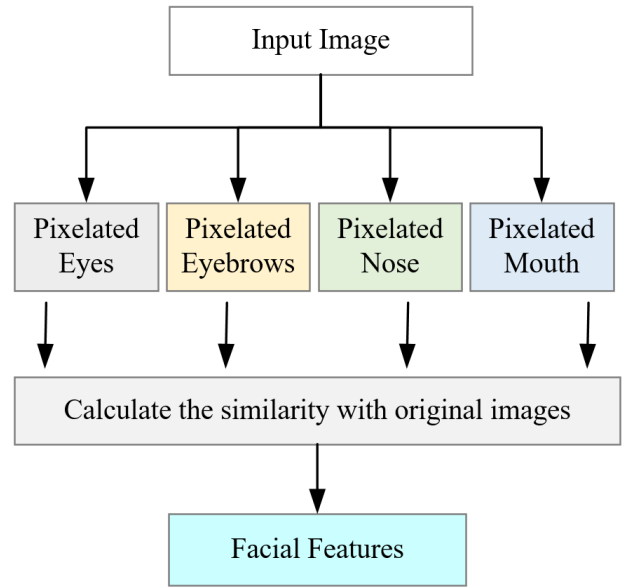 Input Image
Pixelated
Eyes
Pixelated
Eyebrows
Pixelated
Nose
Pixelated
Mouth
Calculate the similarity with original images
Facial Features